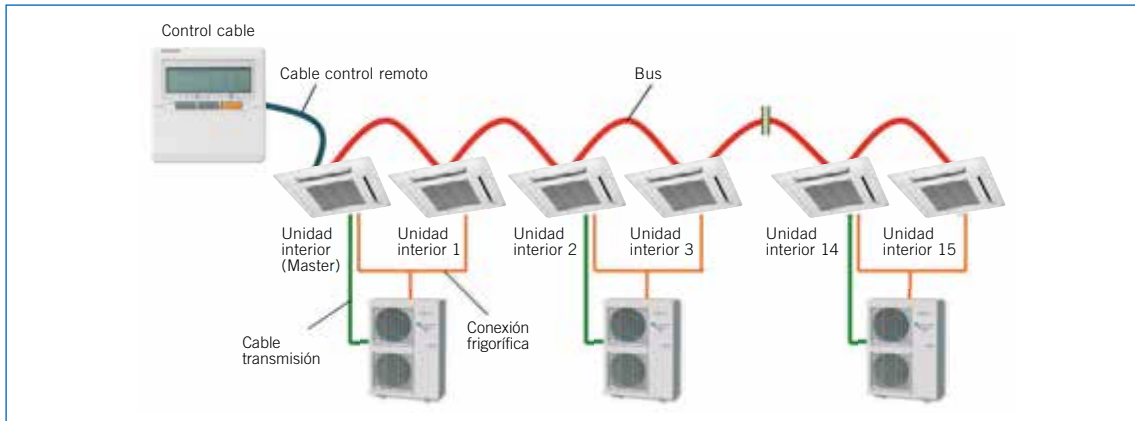 Control cable
Cable control remoto
Bus
Unidad
interior
(Master)
Unidad
interior 1
Unidad
interior 2
Unidad
interior 3
Unidad
interior 14
Unidad
interior 15
Cable
transmisión
Conexión
frigorífica